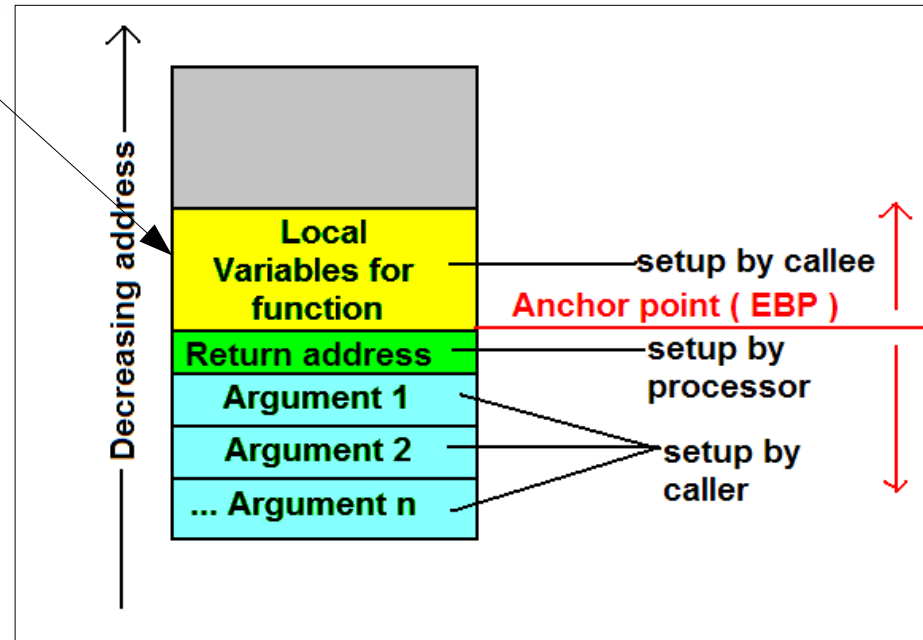 Decreasing address
Local
Variables for
function
Return address
Argument 1
Argument 2
... Argument n
setup by callee
Anchor point ( EBP )
setup by
processor
setup by
caller